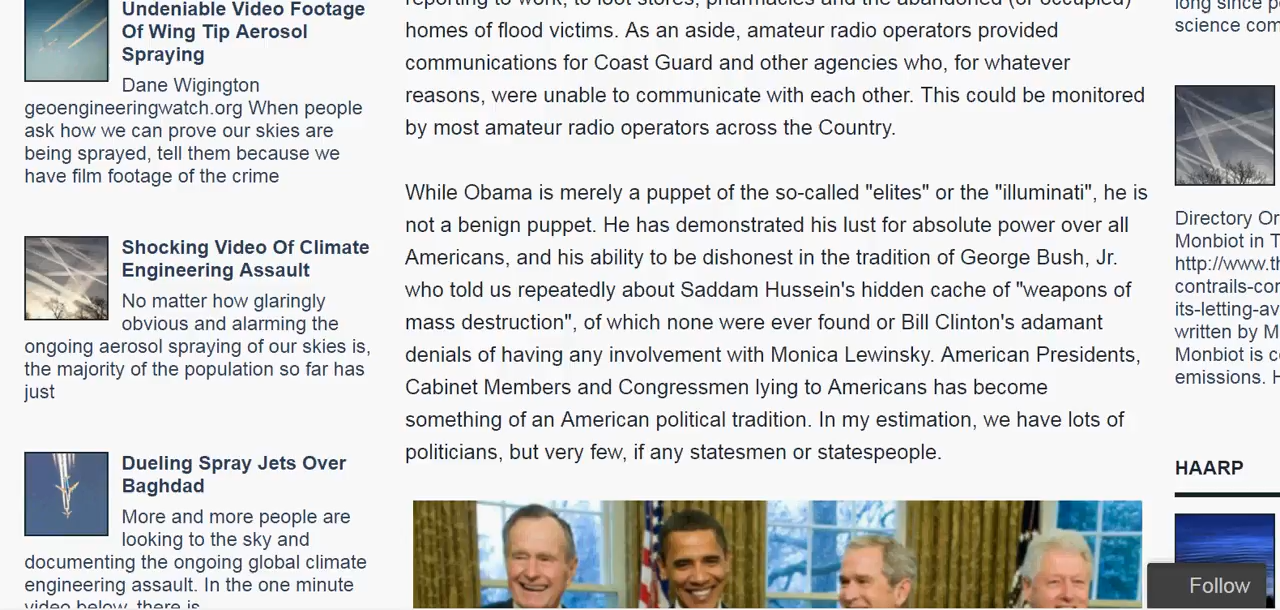 Undeniable Video Footage
Of Wing Tip Aerosol
Spraying
Dane Wigington
geoengineeringwatch.org When people
ask how we can prove our skies are
being sprayed, tell them because we
have film footage of the crime
Shocking Video Of Climate
Engineering Assault
No matter how glaringly
obvious and alarming the
ongoing aerosol spraying of our skies is,
the majority of the population so far has
just
Dueling Spray Jets Over
Baghdad
More and more people are
looking to the sky and
documenting the ongoing global climate
engineering assault. In the one minute
video below, there is
reporting to work, to loot stores, pharmacies and the abandoned (or occupied)
homes of flood victims. As an aside, amateur radio operators provided
communications for Coast Guard and other agencies who, for whatever
reasons, were unable to communicate with each other. This could be monitored
by most amateur radio operators across the Country.
While Obama is merely a puppet of the so-called "elites" or the "illuminati", he is
not a benign puppet. He has demonstrated his lust for absolute power over all
Americans, and his ability to be dishonest in the tradition of George Bush, Jr.
who told us repeatedly about Saddam Hussein's hidden cache of "weapons of
mass destruction", of which none were ever found or Bill Clinton's adamant
denials of having any involvement with Monica Lewinsky. American Presidents,
Cabinet Members and Congressmen lying to Americans has become
something of an American political tradition. In my estimation, we have lots of
politicians, but very few, if any statesmen or statespeople.
long since
science com
Directory Or
Monbiot in T
http://www.th
contrails-cor
its-letting-av
written by M
Monbiot is c
emissions. H
HAARP
Follow